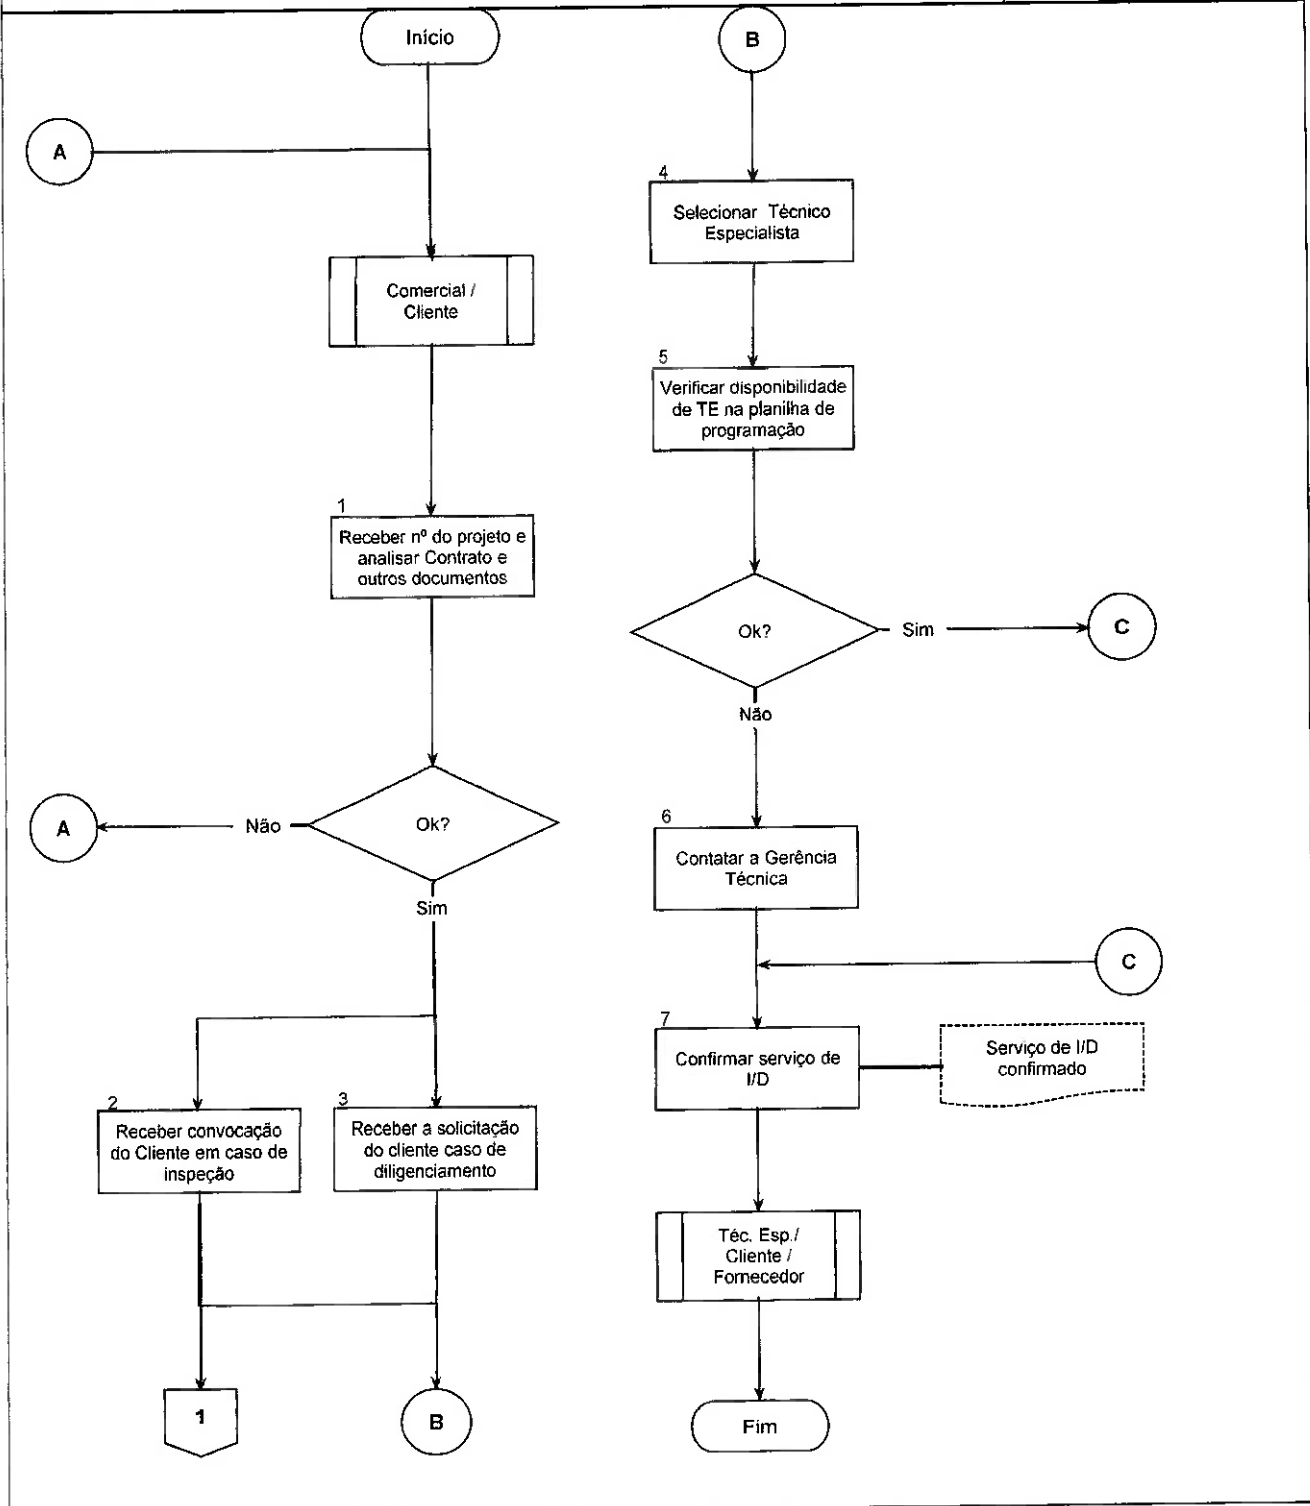 Início
A
Comercial /
Cliente
1
Receber nº do projeto e
analisar Contrato e
outros documentos
Ok?
Não
A
Sim
2
Receber convocação
do Cliente em caso de
inspeção
3
Receber a solicitação
do cliente caso de
diligenciamento
1
B
B
4
Selecionar Técnico
Especialista
5
Verificar disponibilidade
de TE na planilha de
programação
Ok?
Sim
C
Não
6
Contatar a Gerência
Técnica
C
7
Confirmar serviço de
I/D
Serviço de I/D
confirmado
Téc. Esp./
Cliente /
Fornecedor
Fim